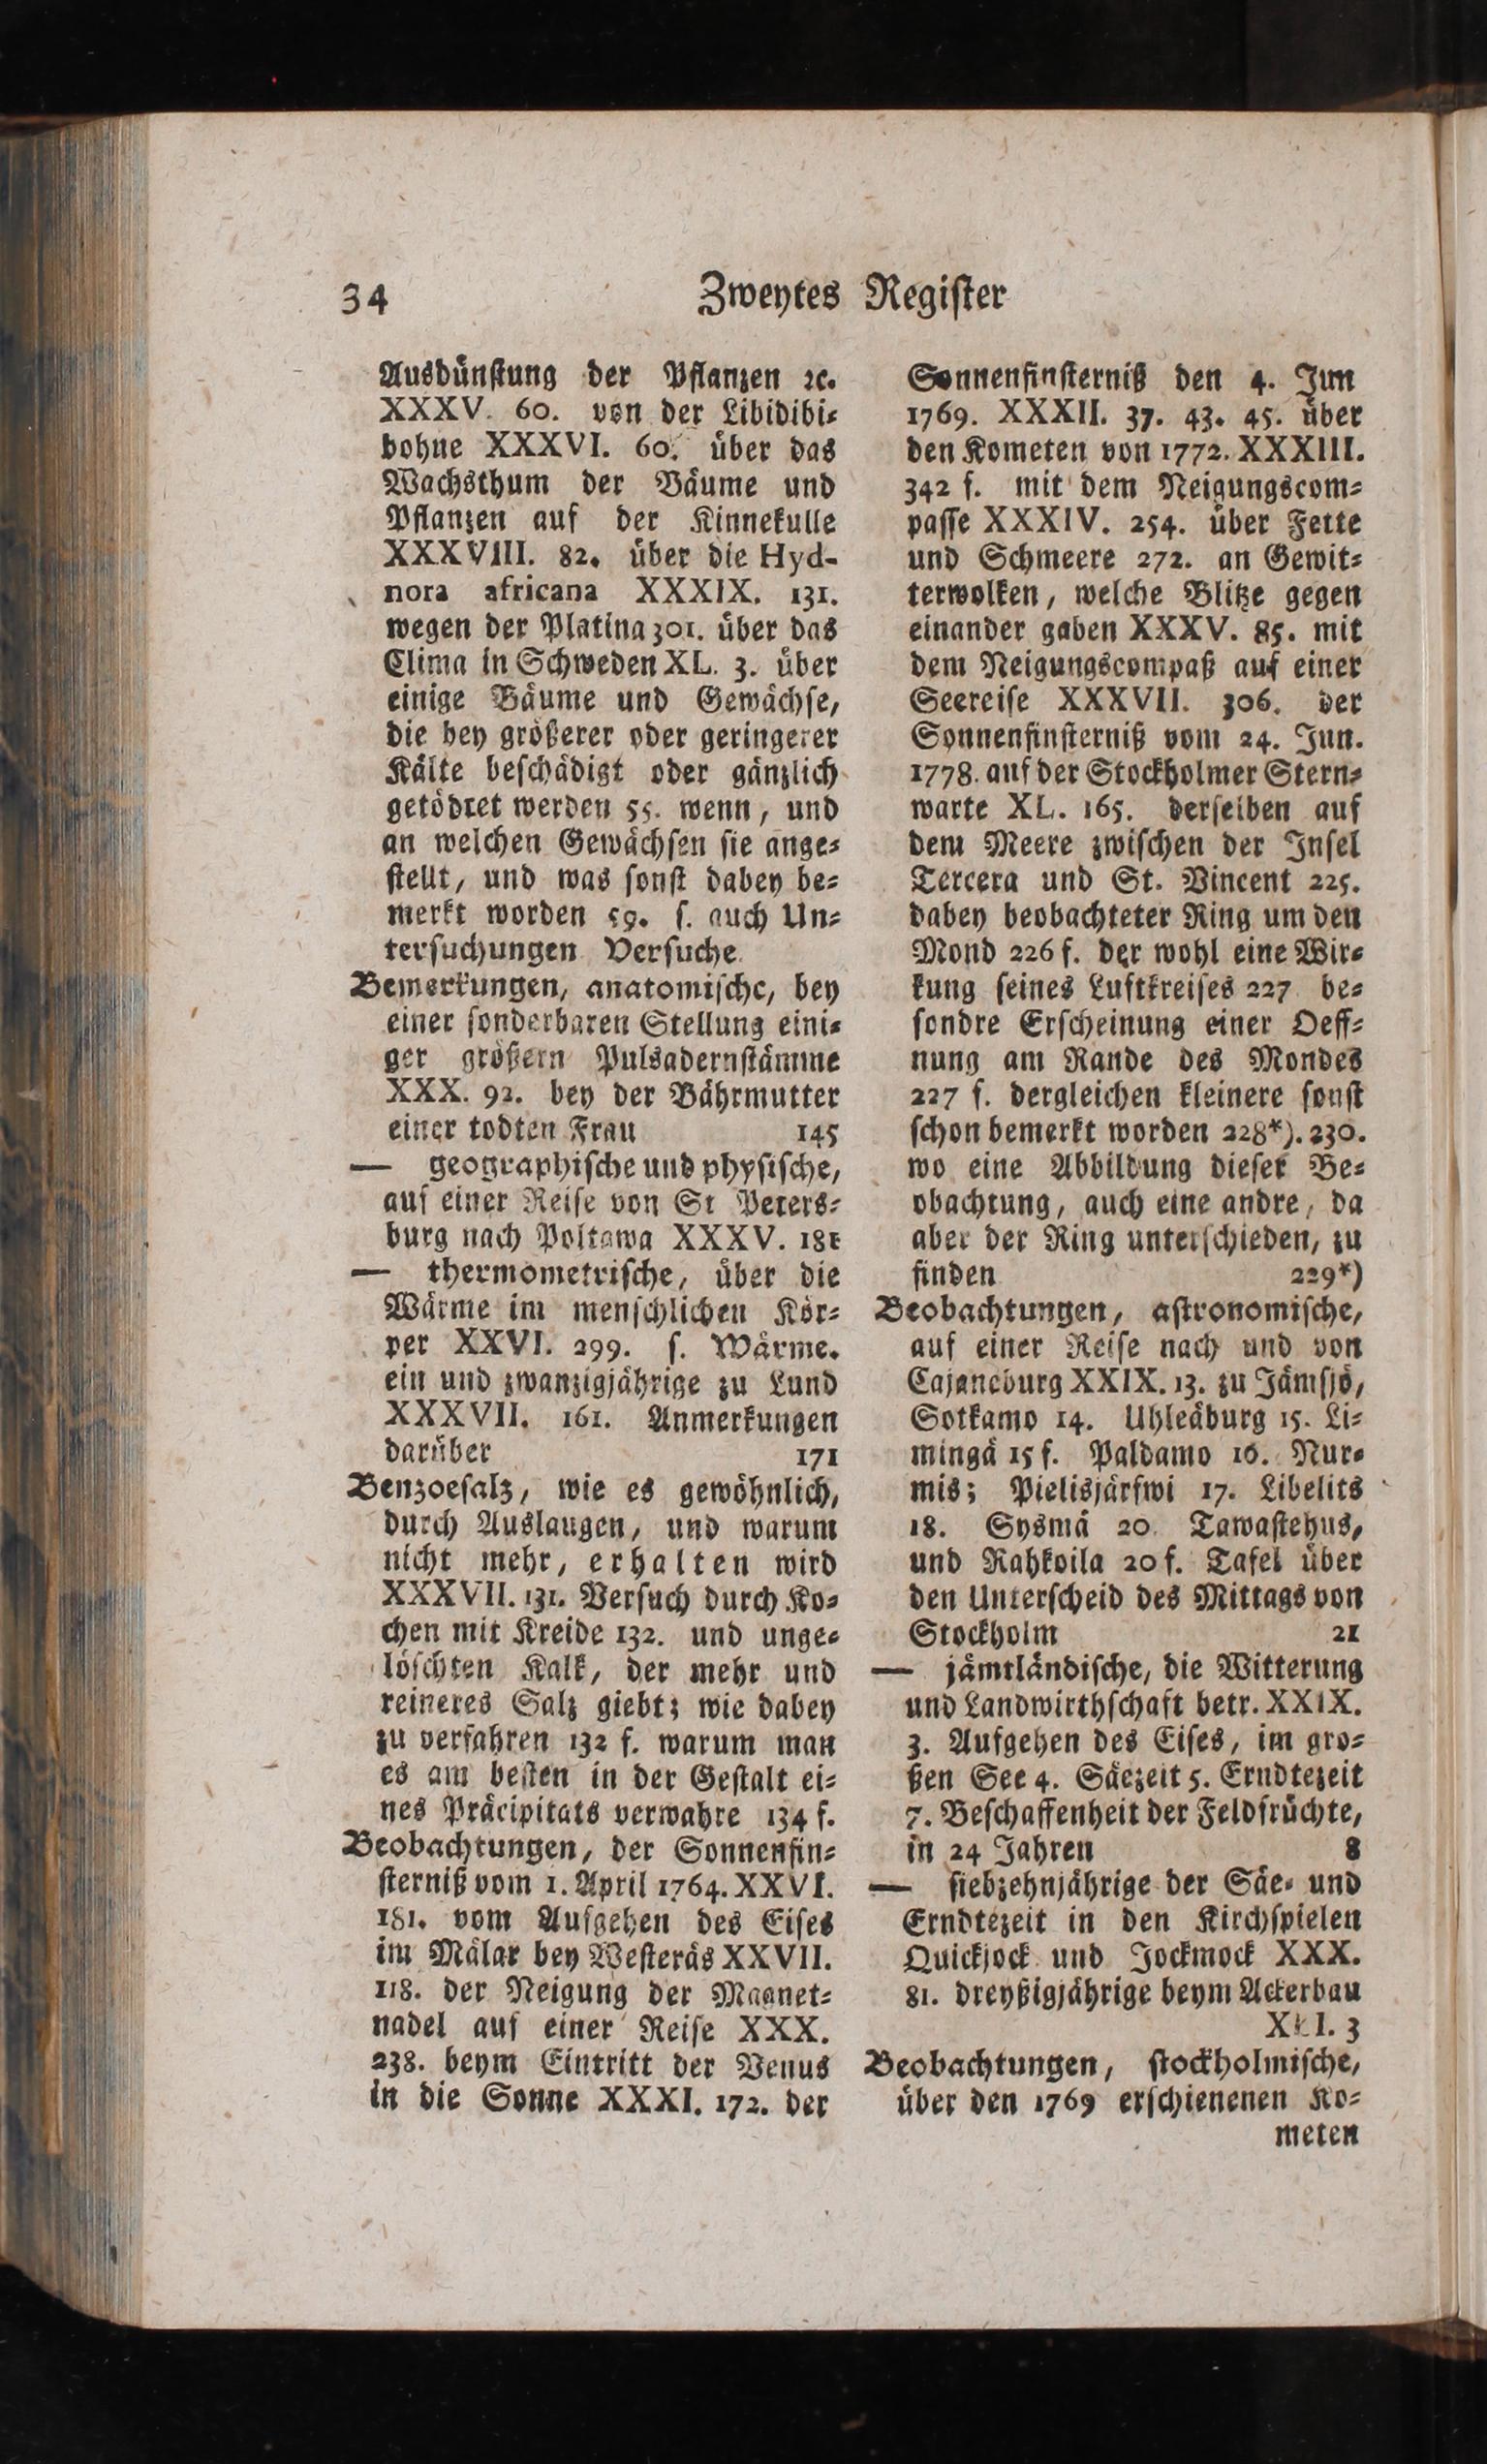 34 Zweytes Regiſter
Ausdünſtung der Pflanzen ꝛc.
XXXV. 60. von der Libidibi⸗
bohne XXXVI. 60. über das
Wachsthum der Bäume und
Pflanzen auf der Kinnekulle
XXXVIII. 82. über die Hyd-
nora africana XXXIX. 131.
wegen der Platina 301. über das
Clima in Schweden XL. 3. über
einige Bäume und Gewächſe,
die bey größerer oder geringerer
Kälte beſchädigt oder gänzlich
getödtet werden 55. wenn, und
an welchen Gewächſen ſie ange⸗
ſtellt, und was ſonſt dabey be⸗
merkt worden 59. ſ. auch Un⸗
terſuchungen Verſuche.
Bemerkungen, anatomiſche, bey
einer ſonderbaren Stellung eini⸗
ger größern Pulsadernſtämme
XXX. 92. bey der Bährmutter
einer todten Frau 145
— geographiſche und phyſiſche,
auf einer Reiſe von St Peters⸗
burg nach Poltawa XXXV. 181
— thermometriſche, über die
Wärme im menſchlichen Kör⸗
per XXVI. 299. ſ. Wärme.
ein und zwanzigjährige zu Lund
XXXVII. 161. Anmerkungen
darüber 171
Benzoeſalz, wie es gewöhnlich,
durch Auslaugen, und warum
nicht mehr, erhalten wird
XXXVII. 131. Verſuch durch Ko⸗
chen mit Kreide 132. und unge⸗
löſchten Kalk, der mehr und
reineres Salz giebt; wie dabey
zu verfahren 132 f. warum man
es am beſten in der Geſtalt ei⸗
nes Präcipitats verwahre 134 f.
Beobachtungen, der Sonnenfin⸗
ſterniß vom 1. April 1764. XXVI.
181. vom Aufgehen des Eiſes
im Mälar bey Weſterås XXVII.
118. der Neigung der Magnet⸗
nadel auf einer Reiſe XXX.
238. beym Eintritt der Venus
in die Sonne XXXI. 172. der
Sonnenfinſterniß den 4. Jun
1769. XXXII. 37. 43. 45. über
den Kometen von 1772. XXXIII.
342 f. mit dem Neigungscom⸗
paſſe XXXIV. 254. über Fette
und Schmeere 272. an Gewit⸗
terwolken, welche Blitze gegen
einander gaben XXXV. 85. mit
dem Neigungscompaß auf einer
Seereiſe XXXVII. 306. der
Sonnenfinſterniß vom 24. Jun.
1778. auf der Stockholmer Stern⸗
warte XL. 165. derſelben auf
dem Meere zwiſchen der Inſel
Tercera und St. Vincent 225.
dabey beobachteter Ring um den
Mond 226 f. der wohl eine Wir⸗
kung ſeines Luftkreiſes 227 be⸗
ſondre Erſcheinung einer Oeff⸗
nung am Rande des Mondes
227 f. dergleichen kleinere ſonſt
ſchon bemerkt worden 228*). 230.
wo eine Abbildung dieſer Be⸗
obachtung, auch eine andre, da
aber der Ring unterſchieden, zu
finden 229*)
Beobachtungen, aſtronomiſche,
auf einer Reiſe nach und von
Cajaneburg XXIX. 13. zu Jämſjö,
Sotkamo 14. Uhleåburg 15. Li⸗
mingå 15 f. Paldamo 16. Nur⸗
mis; Pielisjärfwi 17. Libelits
18. Sysmå 20. Tawaſtehus,
und Rahkoila 20 f. Tafel über
den Unterſcheid des Mittags von
Stockholm 21
— jämtländiſche, die Witterung
und Landwirthſchaft betr. XXIX.
3. Aufgehen des Eiſes, im gro⸗
ßen See 4. Säezeit 5. Erndtezeit
7. Beſchaffenheit der Feldfrüchte,
in 24 Jahren 8
— ſiebzehnjährige der Säe⸗ und
Erndtezeit in den Kirchſpielen
Quickjock und Jockmock XXX.
81. dreyßigjährige beym Ackerbau
XLI. 3
Beobachtungen, ſtockholmiſche,
über den 1769 erſchienenen Ko⸗
meten